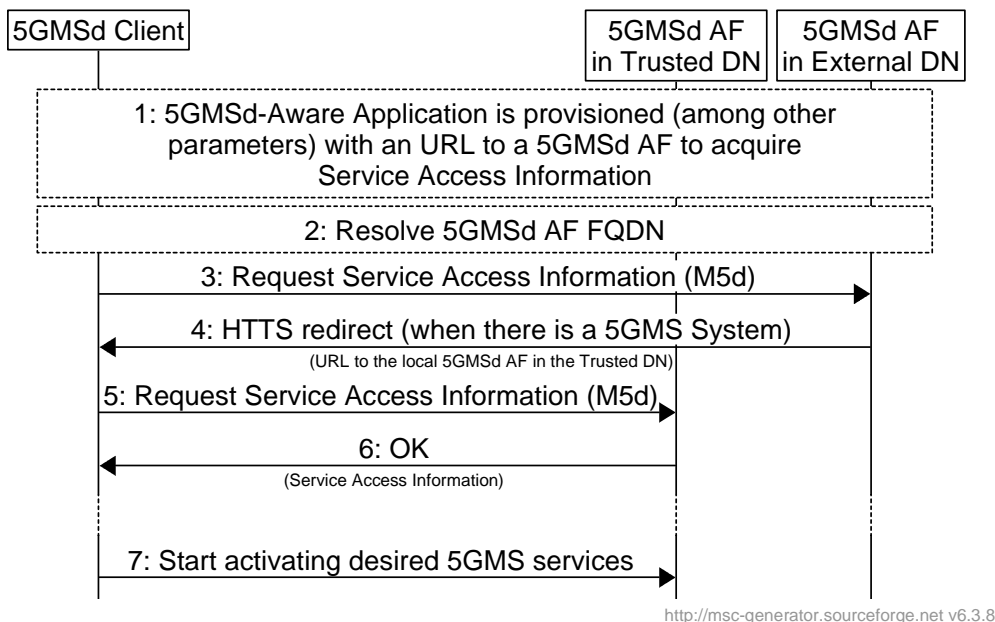 5GMSd Client
5GMSd AF
in Trusted DN
5GMSd AF
in External DN
1: 5GMSd-Aware Application is provisioned (among other
parameters) with an URL to a 5GMSd AF to acquire
Service Access Information
2: Resolve 5GMSd AF FQDN
3: Request Service Access Information (M5d)
4: HTTS redirect (when there is a 5GMS System)
(URL to the local 5GMSd AF in the Trusted DN)
5: Request Service Access Information (M5d)
6: OK
(Service Access Information)
7: Start activating desired 5GMS services
http://msc-generator.sourceforge.net v6.3.8